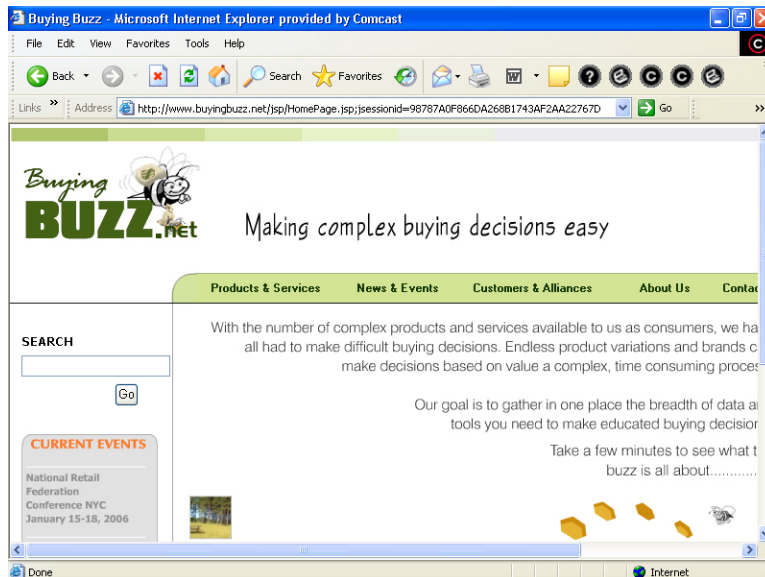 Buying Buzz - Microsoft Internet Explorer provided by Comcast
File Edit View Favorites Tools Help
Back Search Favorites
Links Address http://www.buyingbuzz.net/jsp/HomePage.jsp;jsessionid=98787A0F866DA268B1743AF2AA22767D Go
Buying
BUZZ.net
Making complex buying decisions easy
Products & Services News & Events Customers & Alliances About Us Contac
With the number of complex products and services available to us as consumers, we ha
all had to make difficult buying decisions. Endless product variations and brands c
make decisions based on value a complex, time consuming proces
SEARCH
Go
Our goal is to gather in one place the breadth of data a
tools you need to make educated buying decision
Take a few minutes to see what t
buzz is all about............
CURRENT EVENTS
National Retail
Federation
Conference NYC
January 15-18, 2006
Done Internet